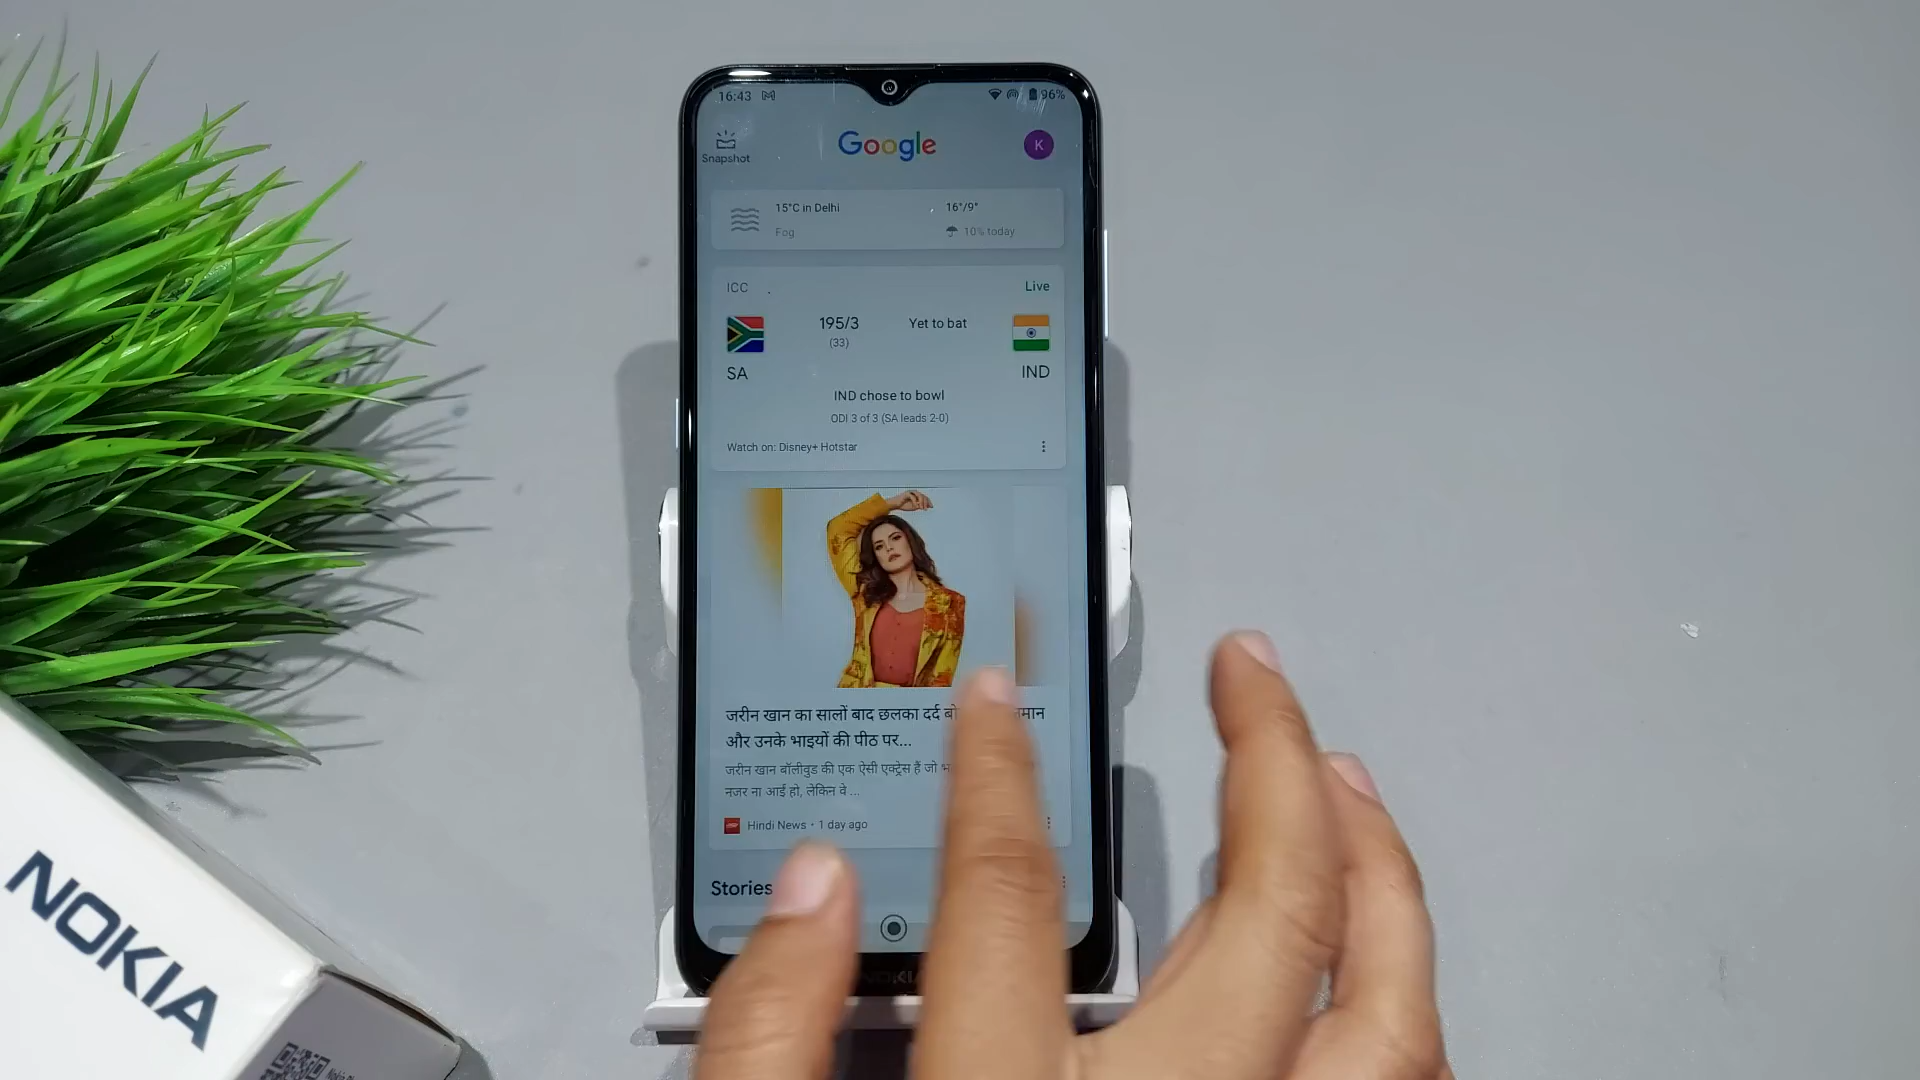 16:43
96%
Snapshot
Google
K
15°C in Delhi
16°/9°
Fog
10% today
ICC
Live
195/3
Yet to bat
(33)
SA
IND
IND chose to bowl
ODI 3 of 3 (SA leads 2-0)
Watch on: Disney+ Hotstar
जरीन खान का सालों बाद छलका दर्द
और उनके भाइयों की पीठ पर...
जरीन खान बॉलीवुड की एक ऐसी एक्ट्रेस हैं जो
नजर ना आई हो, लेकिन वे ...
Hindi News • 1 day ago
Stories
NOKIA
NOKIA